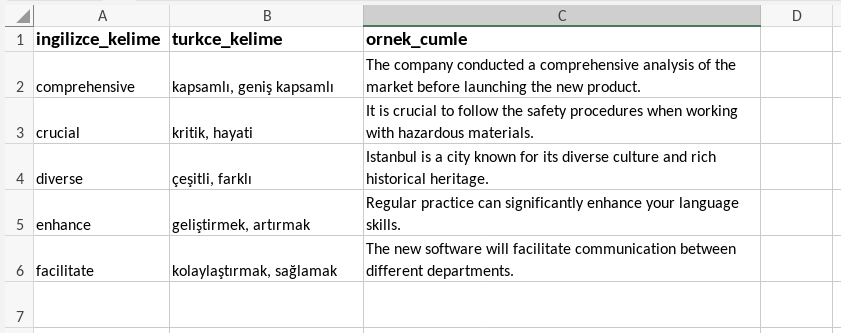 A B C D
1 ingilizce_kelime turkce_kelime ornek_cumle
The company conducted a comprehensive analysis of the
2 comprehensive kapsamlı, geniş kapsamlı market before launching the new product.
It is crucial to follow the safety procedures when working
3 crucial kritik, hayati with hazardous materials.
Istanbul is a city known for its diverse culture and rich
4 diverse çeşitli, farklı historical heritage.
Regular practice can significantly enhance your language
5 enhance geliştirmek, artırmak skills.
The new software will facilitate communication between
6 facilitate kolaylaştırmak, sağlamak different departments.
7